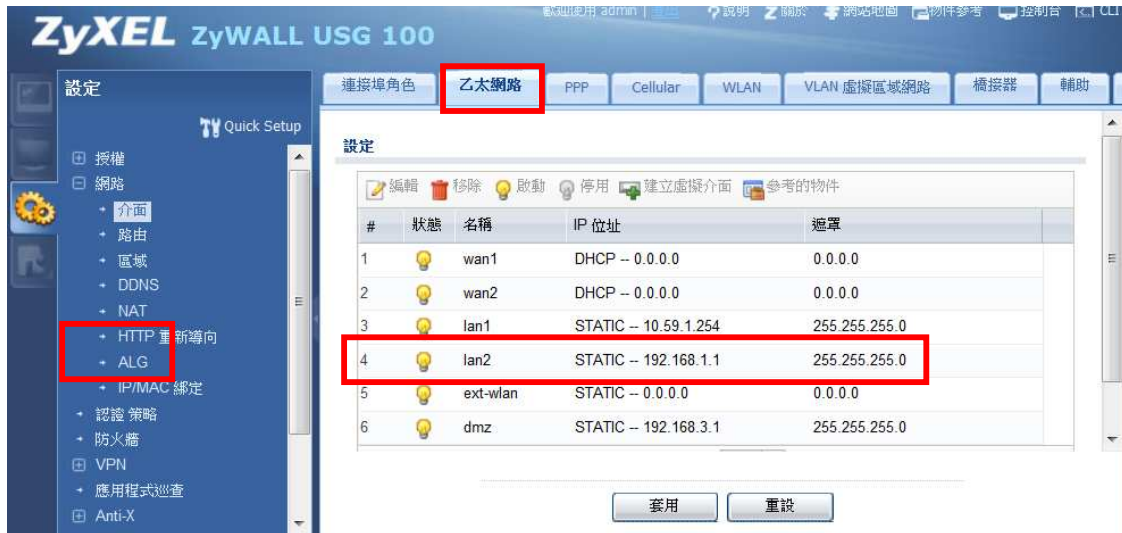 ZyXEL ZyWALL USG 100
歡迎使用 admin | 登出 ?說明 Z 關於 網站地圖 物件參考 控制台 CLI
設定
Quick Setup
授權
網路
介面
路由
區域
DDNS
NAT
HTTP 重新導向
ALG
IP/MAC 綁定
認證 策略
防火牆
VPN
應用程式巡查
Anti-X
連接埠角色 乙太網路 PPP Cellular WLAN VLAN 虛擬區域網路 橋接器 輔助
設定
編輯 移除 啟動 停用 建立虛擬介面 參考的物件
# 狀態 名稱 IP 位址 遮罩
1 wan1 DHCP -- 0.0.0.0 0.0.0.0
2 wan2 DHCP -- 0.0.0.0 0.0.0.0
3 lan1 STATIC -- 10.59.1.254 255.255.255.0
4 lan2 STATIC -- 192.168.1.1 255.255.255.0
5 ext-wlan STATIC -- 0.0.0.0 0.0.0.0
6 dmz STATIC -- 192.168.3.1 255.255.255.0
套用 重設